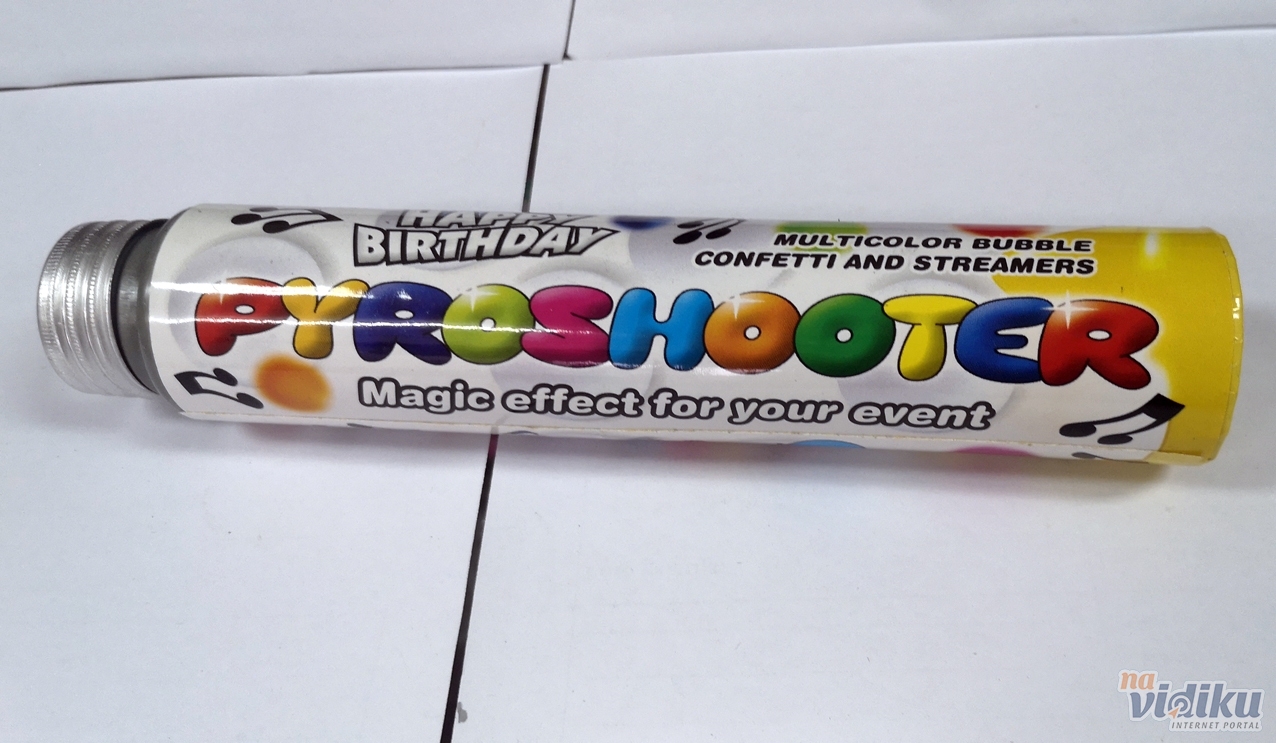 HAPPY
BIRTHDAY
MULTICOLOR BUBBLE
CONFETTI AND STREAMERS
PYROSHOOTER
Magic effect for your event
na
vidiku
INTERNET PORTAL